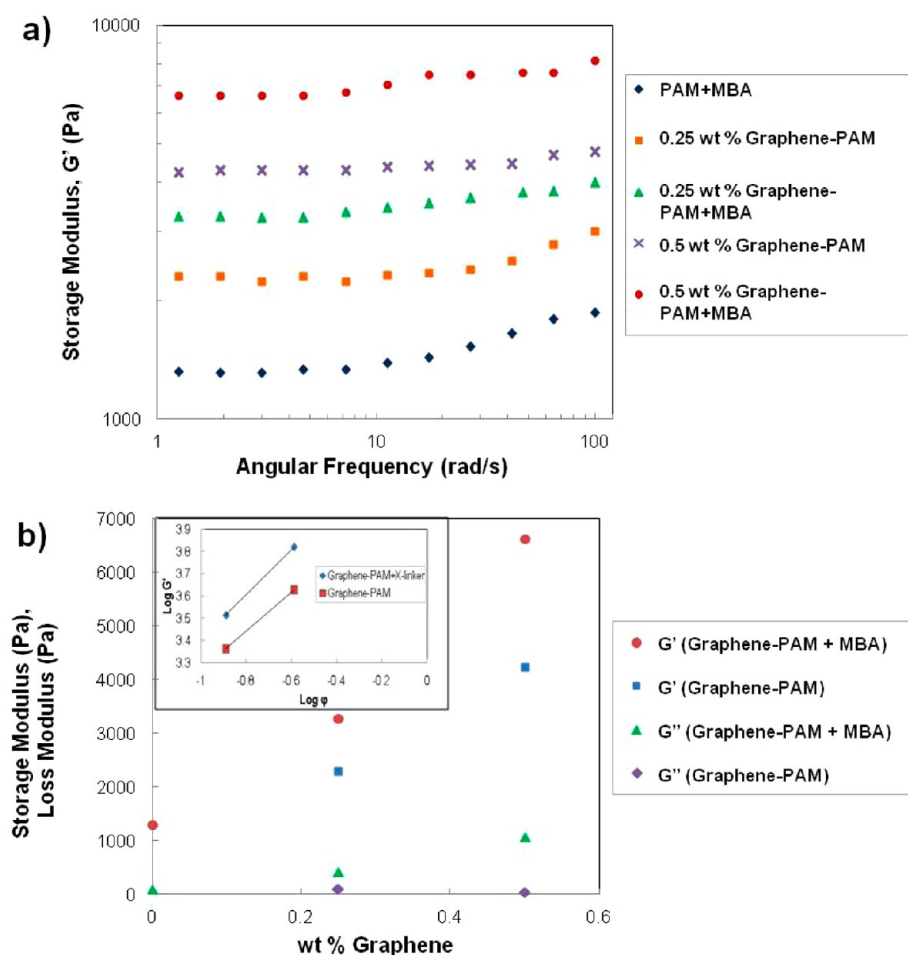 a)
10000
1000
Storage Modulus, G’ (Pa)
1
10
100
Angular Frequency (rad/s)
PAM+MBA
0.25 wt % Graphene-PAM
0.25 wt % Graphene-
PAM+MBA
0.5 wt % Graphene-PAM
0.5 wt % Graphene-
PAM+MBA
b)
7000
6000
5000
4000
3000
2000
1000
0
Storage Modulus (Pa),
Loss Modulus (Pa)
3.9
3.8
3.7
3.6
3.5
3.4
3.3
Log G'
-1
-0.8
-0.6
-0.4
-0.2
0
Log φ
Graphene-PAM+X-linker
Graphene-PAM
0
0.2
0.4
0.6
wt % Graphene
G’ (Graphene-PAM + MBA)
G’ (Graphene-PAM)
G’’ (Graphene-PAM + MBA)
G’’ (Graphene-PAM)